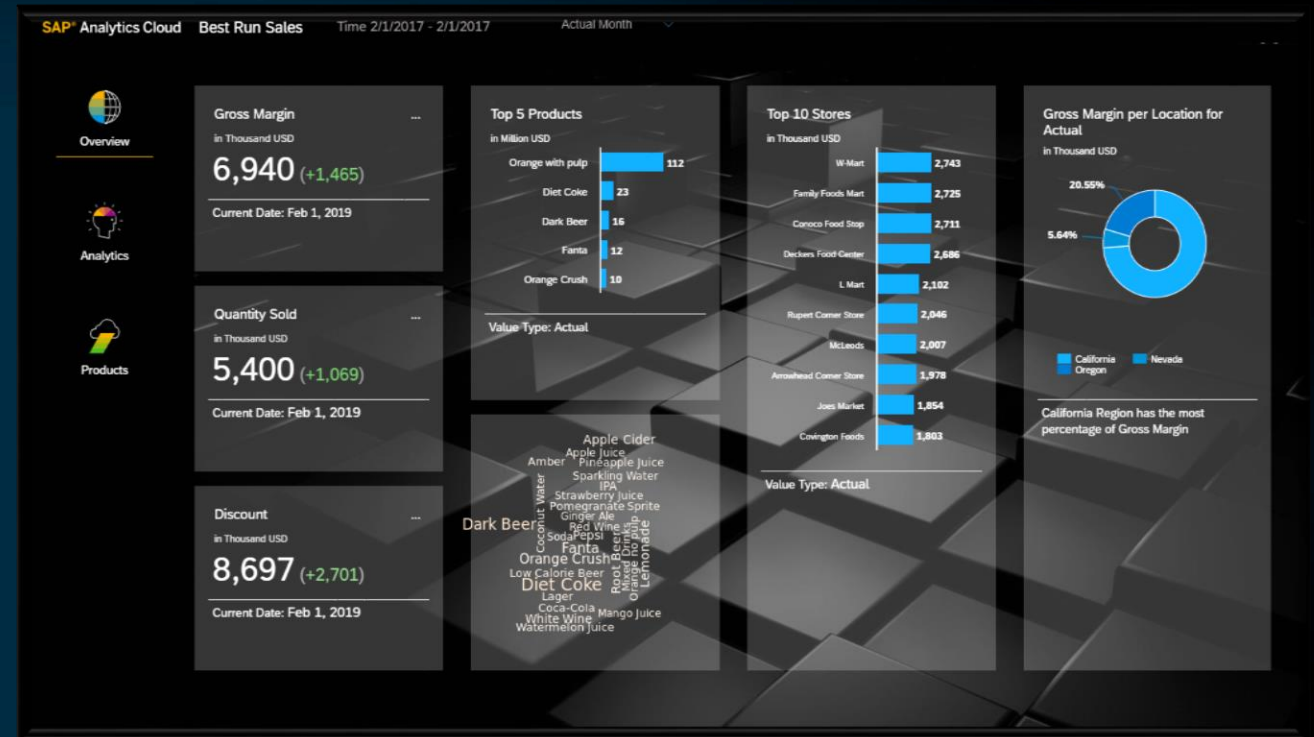 SAP® Analytics Cloud Best Run Sales Time 2/1/2017 - 2/1/2017 Actual Month
Overview
Analytics
Products
Gross Margin ...
in Thousand USD
6,940 (+1,465)
Current Date: Feb 1, 2019
Quantity Sold ...
in Thousand USD
5,400 (+1,069)
Current Date: Feb 1, 2019
Discount ...
in Thousand USD
8,697 (+2,701)
Current Date: Feb 1, 2019
Top 5 Products
in Million USD
Orange with pulp 112
Diet Coke 23
Dark Beer 16
Fanta 12
Orange Crush 10
Value Type: Actual
Apple Cider
Apple Juice
Amber Pineapple Juice
Sparkling Water
IPA
Strawberry Juice
Pomegranate Sprite
Coconut Water
Ginger Ale
Dark Beer
Red Wine
Soda Pepsi
Fanta
Orange Crush
Root Beer
Mixed Drinks
Orange no pulp
Lemonade
Low Calorie Beer
Diet Coke
Lager
Coca-Cola
Mango Juice
White Wine
Watermelon Juice
Top 10 Stores
in Thousand USD
W-Mart 2,743
Family Foods Mart 2,725
Conoco Food Stop 2,711
Deckers Food Center 2,686
L Mart 2,102
Rupert Corner Store 2,046
McLeods 2,007
Arrowhead Corner Store 1,978
Joes Market 1,854
Covington Foods 1,803
Value Type: Actual
Gross Margin per Location for
Actual
in Thousand USD
20.55%
5.64%
California Nevada
Oregon
California Region has the most
percentage of Gross Margin